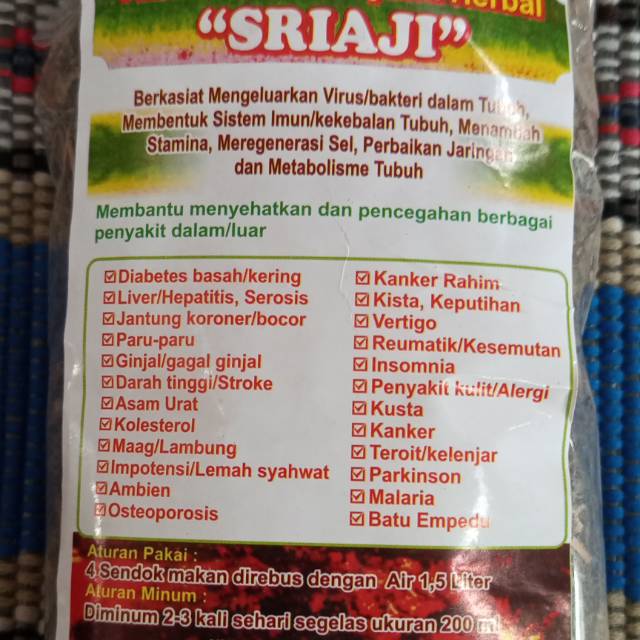 Herbal
“SRIAJI”
Berkasiat Mengeluarkan Virus/bakteri dalam Tubuh,
Membentuk Sistem Imun/kekebalan Tubuh, Menambah
Stamina, Meregenerasi Sel, Perbaikan Jaringan
dan Metabolisme Tubuh
Membantu menyehatkan dan pencegahan berbagai
penyakit dalam/luar
☑Diabetes basah/kering
☑Liver/Hepatitis, Serosis
☑Jantung koroner/bocor
☑Paru-paru
☑Ginjal/gagal ginjal
☑Darah tinggi/Stroke
☑Asam Urat
☑Kolesterol
☑Maag/Lambung
☑Impotensi/Lemah syahwat
☑Ambien
☑Osteoporosis
☑Kanker Rahim
☑Kista, Keputihan
☑Vertigo
☑Reumatik/Kesemutan
☑Insomnia
☑Penyakit kulit/Alergi
☑Kusta
☑Kanker
☑Teroit/kelenjar
☑Parkinson
☑Malaria
☑Batu Empedu
Aturan Pakai :
4 Sendok makan direbus dengan Air 1,5 Liter
Aturan Minum :
Diminum 2-3 kali sehari segelas ukuran 200 ml